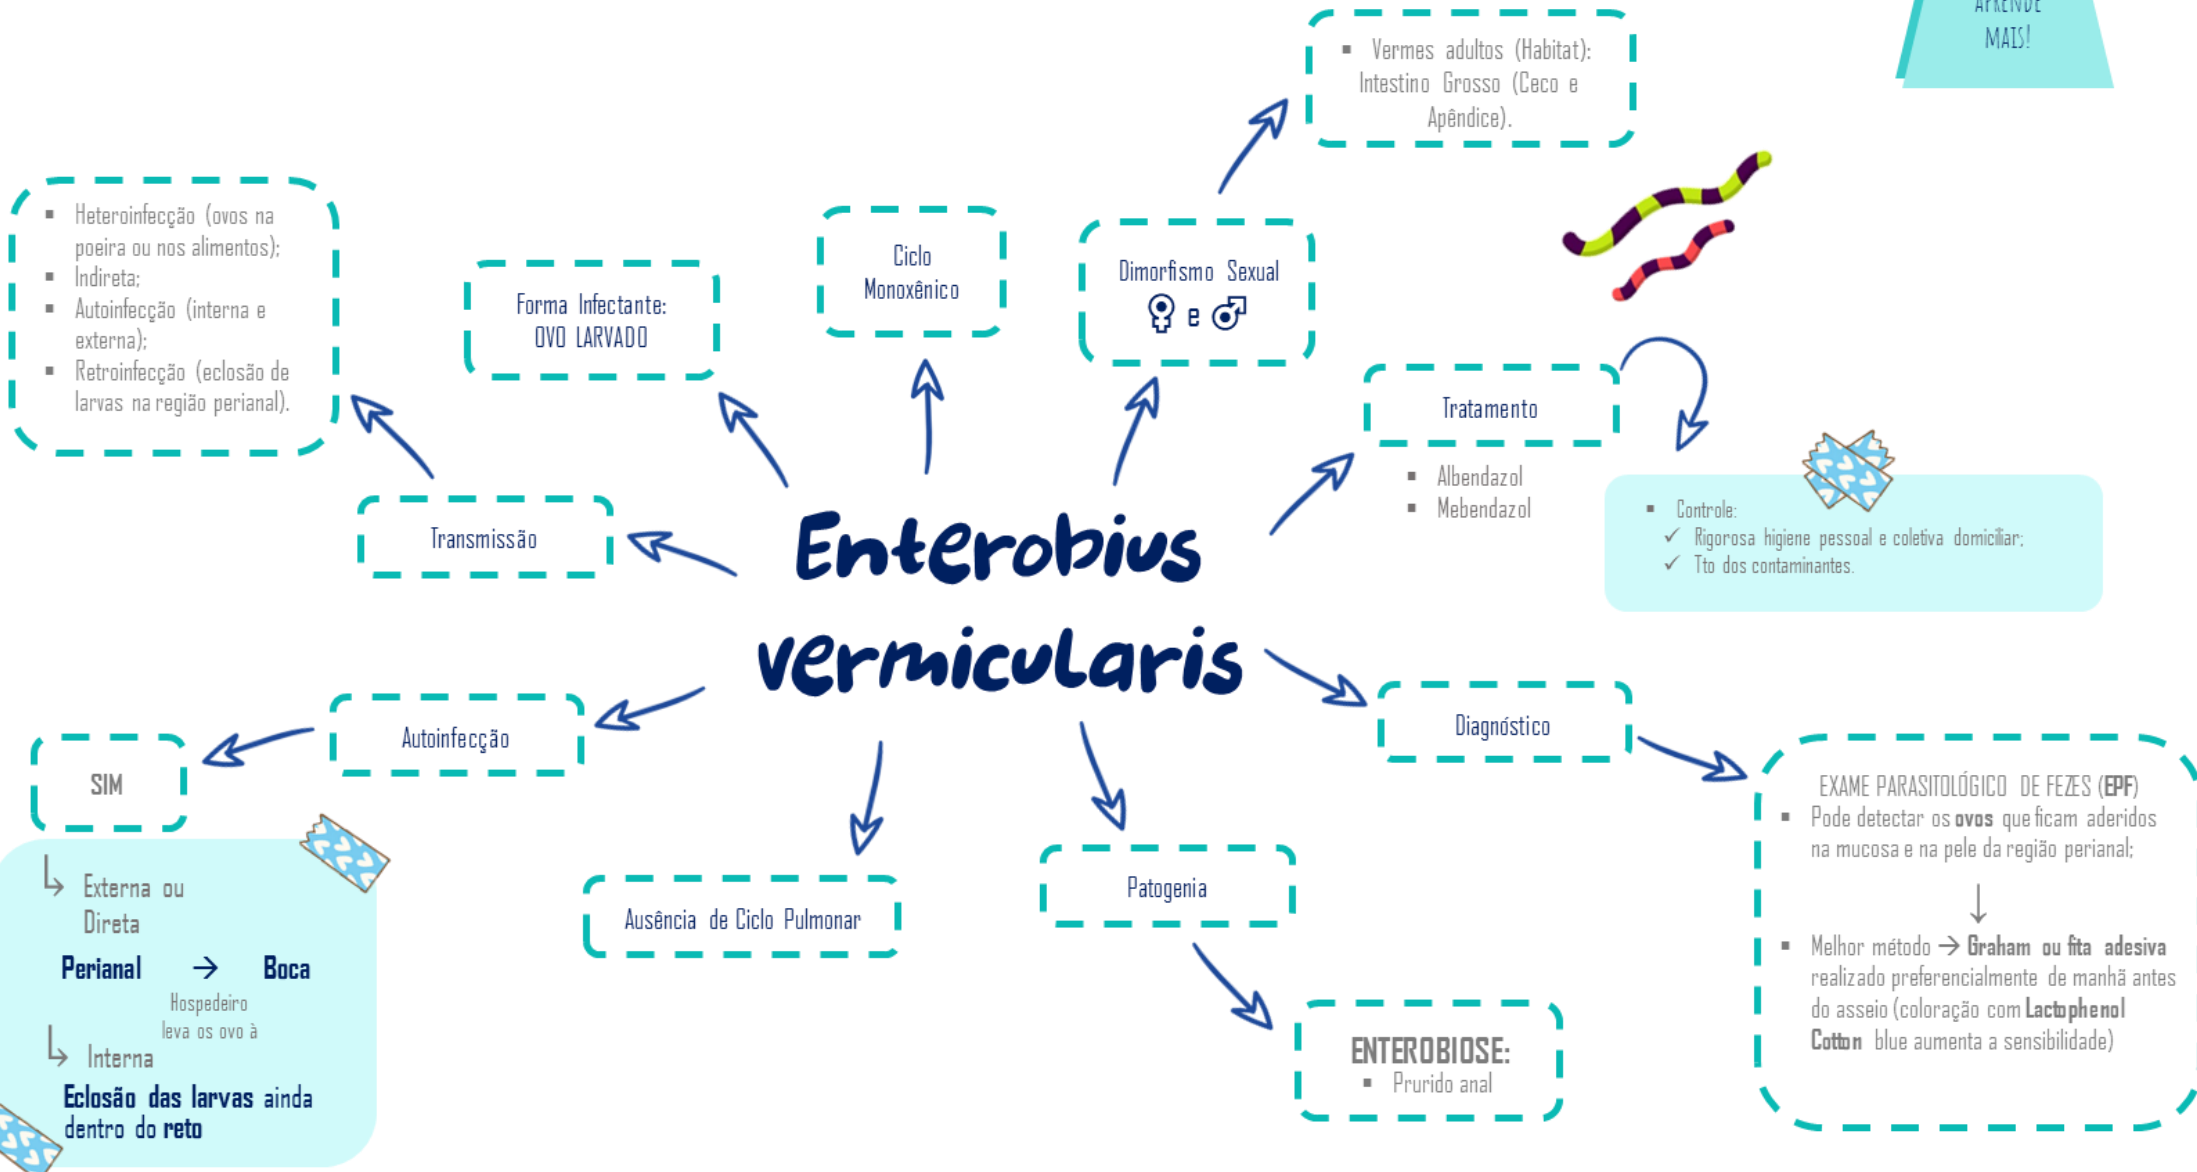 APRENDE
MAIS!
▪ Vermes adultos (Habitat):
Intestino Grosso (Ceco e
Apêndice).
▪ Heteroinfecção (ovos na
poeira ou nos alimentos);
▪ Indireta;
▪ Autoinfecção (interna e
externa);
▪ Retroinfecção (eclosão de
larvas na região perianal).
Forma Infectante:
OVO LARVADO
Ciclo
Monoxênico
Dimorfismo Sexual
♀ e ♂
Tratamento
▪ Albendazol
▪ Mebendazol
▪ Controle:
✓ Rigorosa higiene pessoal e coletiva domiciliar;
✓ Tto dos contaminantes.
Transmissão
Enterobius
vermicularis
Autoinfecção
SIM
↳ Externa ou
Direta
Perianal → Boca
Hospedeiro
leva os ovo à
↳ Interna
Eclosão das larvas ainda
dentro do reto
Ausência de Ciclo Pulmonar
Patogenia
ENTEROBIOSE:
▪ Prurido anal
Diagnóstico
EXAME PARASITOLÓGICO DE FEZES (EPF)
▪ Pode detectar os ovos que ficam aderidos
na mucosa e na pele da região perianal;
↓
▪ Melhor método → Graham ou fita adesiva
realizado preferencialmente de manhã antes
do asseio (coloração com Lactophenol
Cotton blue aumenta a sensibilidade)